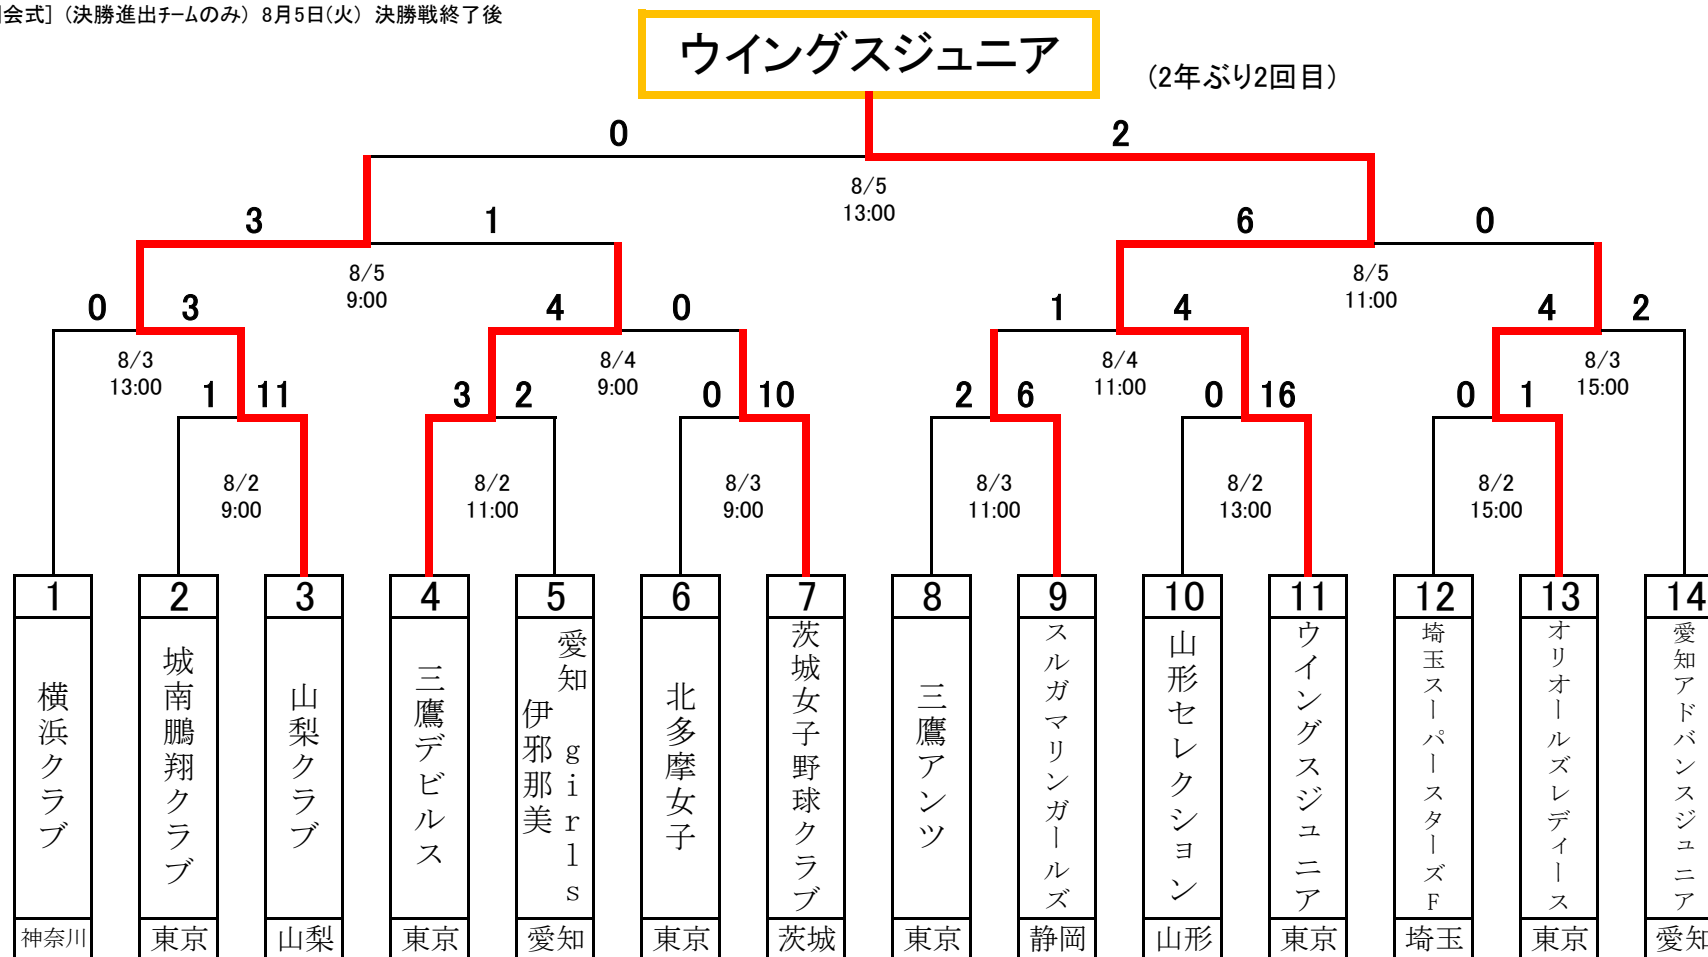 会式］（決勝進出チームのみ） 8月5日(火) 決勝戦終了後
ウイングスジュニア
（2年ぶり2回目）
0 2
8/5
13:00
3 1 6 0
8/5
9:00
8/5
11:00
0 3 4 0 1 4 4 2
8/3
13:00
8/4
9:00
8/4
11:00
8/3
15:00
1 11 3 2 0 10 2 6 0 16 0 1
8/2
9:00
8/2
11:00
8/3
9:00
8/3
11:00
8/2
13:00
8/2
15:00
1 2 3 4 5 6 7 8 9 10 11 12 13 14
横浜クラブ
城南鵬翔クラブ
山梨クラブ
三鷹デビルス
愛知 girls
伊邪那美
北多摩女子
茨城女子野球クラブ
三鷹アンツ
スルガマリンガールズ
山形セレクション
ウイングスジュニア
埼玉スーパースターズF
オリオールズレディース
愛知アドバンスジュニア
神奈川 東京 山梨 東京 愛知 東京 茨城 東京 静岡 山形 東京 埼玉 東京 愛知